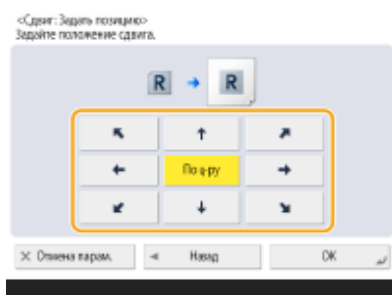 <Сдвиг: Задать позицию>
Задайте положение сдвига.
R R
По ц-ру
Отмена парам. Назад OK